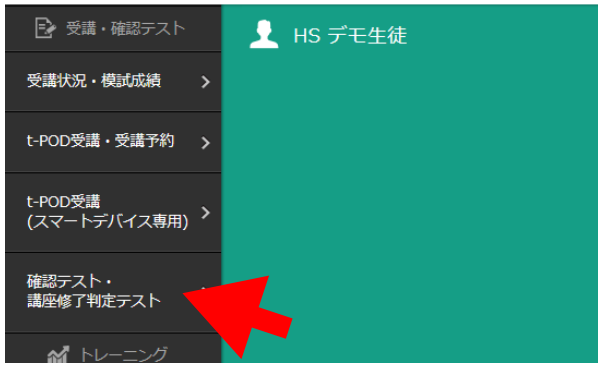 受講・確認テスト
HS デモ生徒
受講状況・模試成績
t-POD受講・受講予約
t-POD受講
(スマートデバイス専用)
確認テスト・
講座修了判定テスト
トレーニング